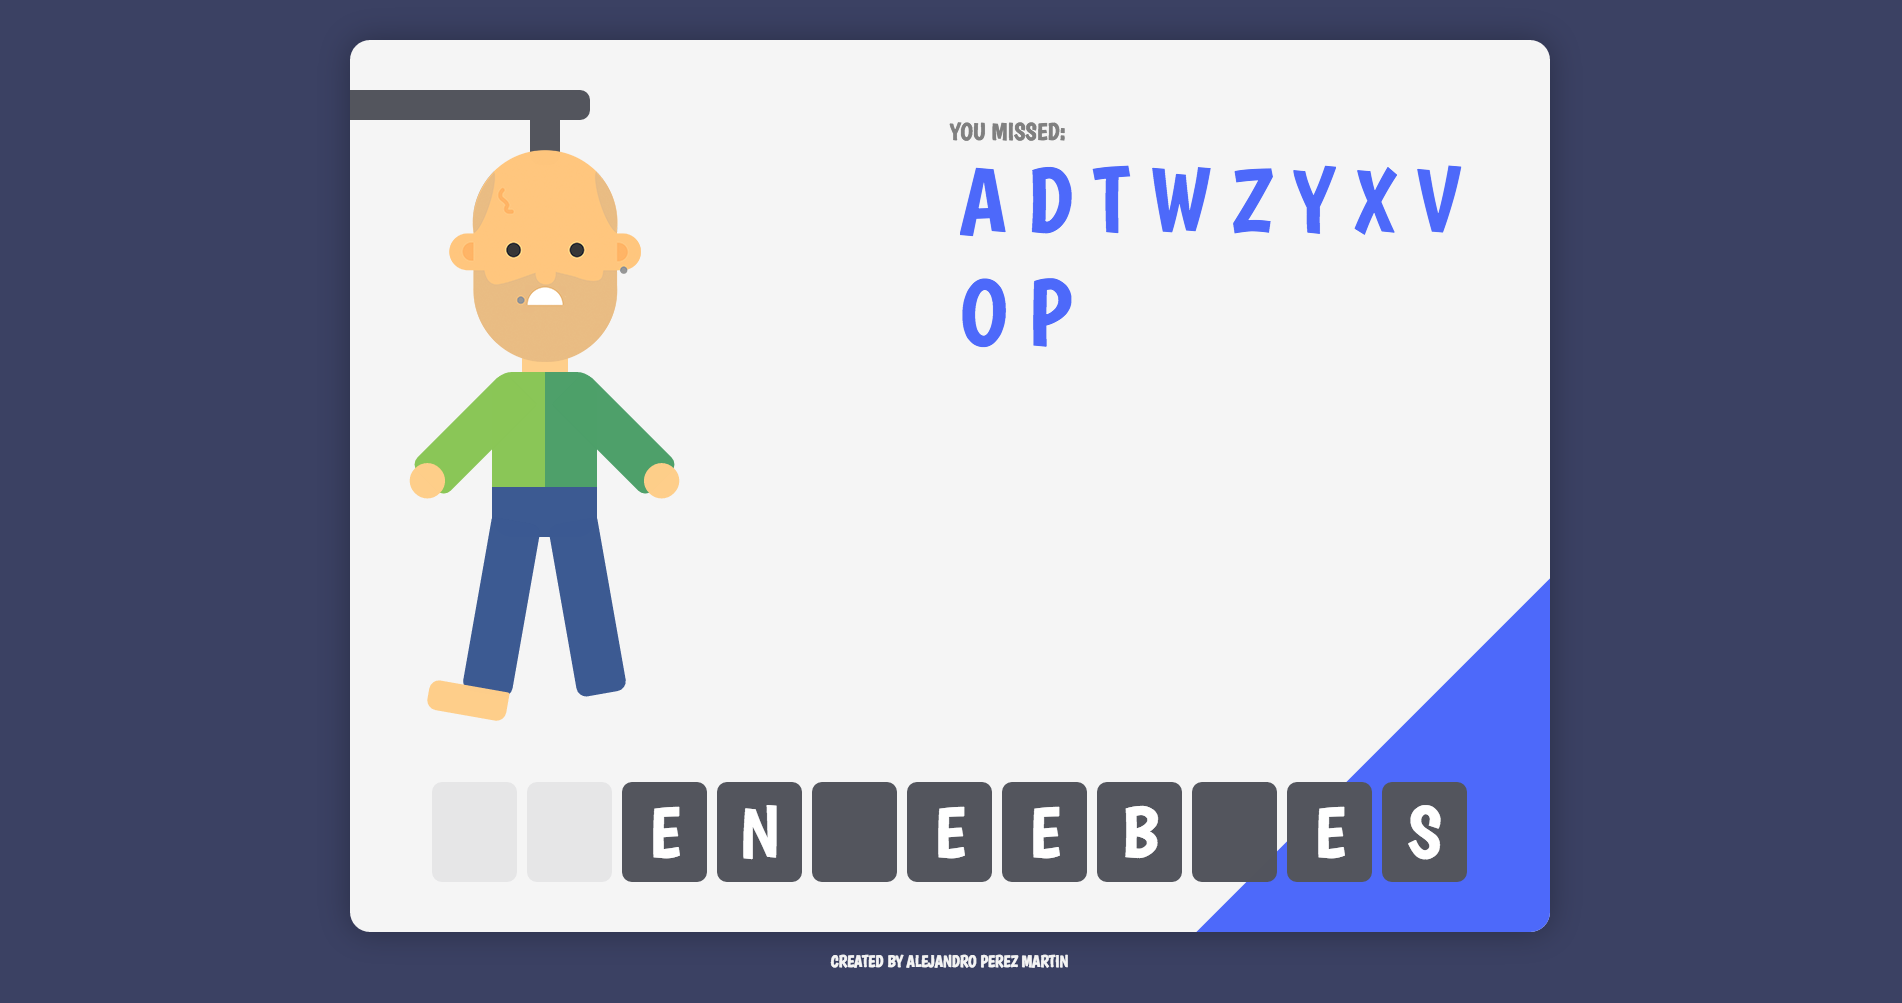 YOU MISSED:
A D T W Z Y X V
O P
E N E E B E S
CREATED BY ALEJANDRO PEREZ MARTIN